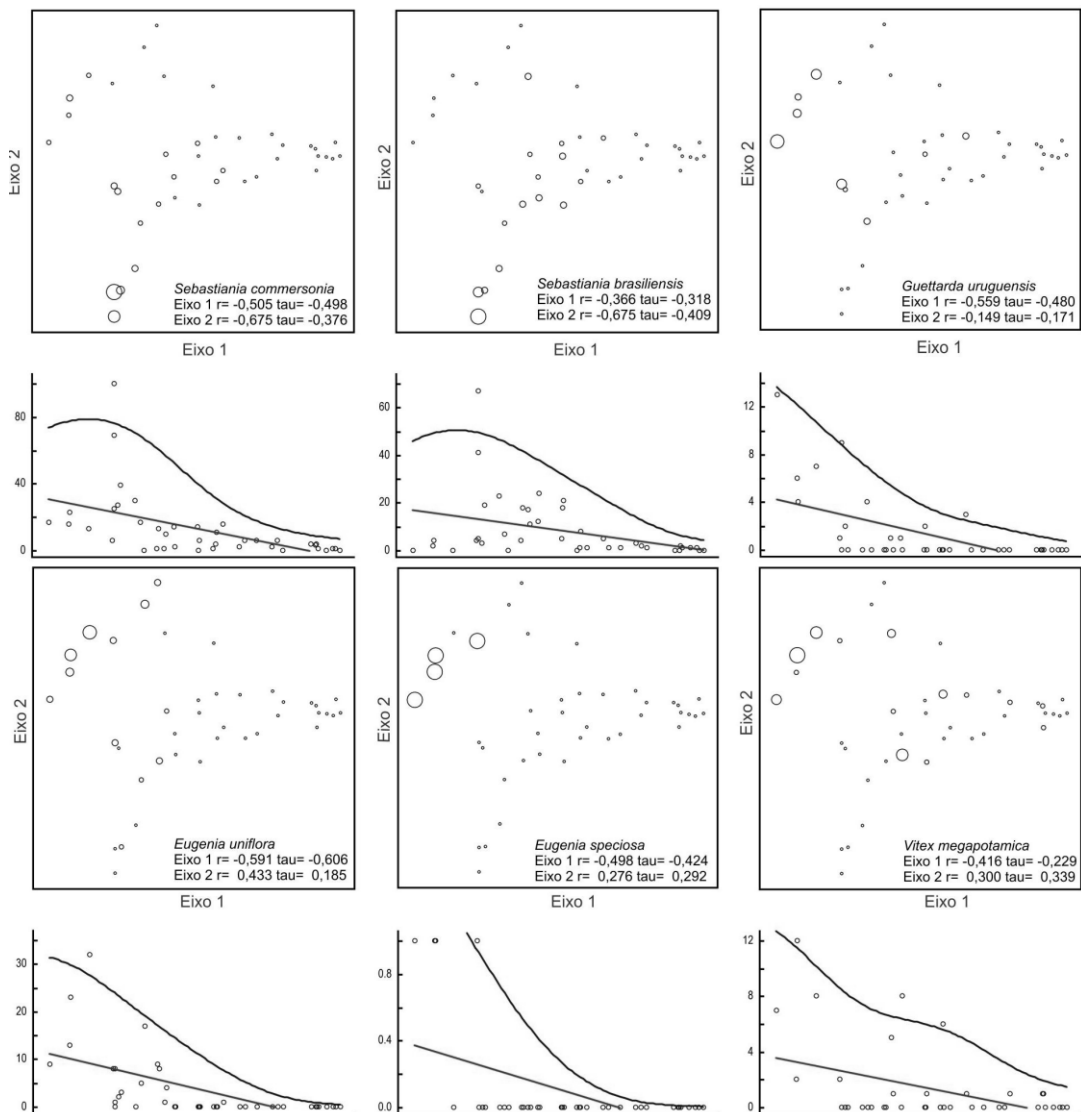 Eixo 2
Sebastiania commersonia
Eixo 1 r= -0,505 tau= -0,498
Eixo 2 r= -0,675 tau= -0,376
Eixo 1
Eixo 2
Sebastiania brasiliensis
Eixo 1 r= -0,366 tau= -0,318
Eixo 2 r= -0,675 tau= -0,409
Eixo 1
Eixo 2
Guettarda uruguensis
Eixo 1 r= -0,559 tau= -0,480
Eixo 2 r= -0,149 tau= -0,171
Eixo 1
80
40
0
60
40
20
0
12
8
4
0
Eixo 2
Eugenia uniflora
Eixo 1 r= -0,591 tau= -0,606
Eixo 2 r= 0,433 tau= 0,185
Eixo 1
Eixo 2
Eugenia speciosa
Eixo 1 r= -0,498 tau= -0,424
Eixo 2 r= 0,276 tau= 0,292
Eixo 1
Eixo 2
Vitex megapotamica
Eixo 1 r= -0,416 tau= -0,229
Eixo 2 r= 0,300 tau= 0,339
Eixo 1
30
20
10
0
0.8
0.4
0.0
12
8
4
0